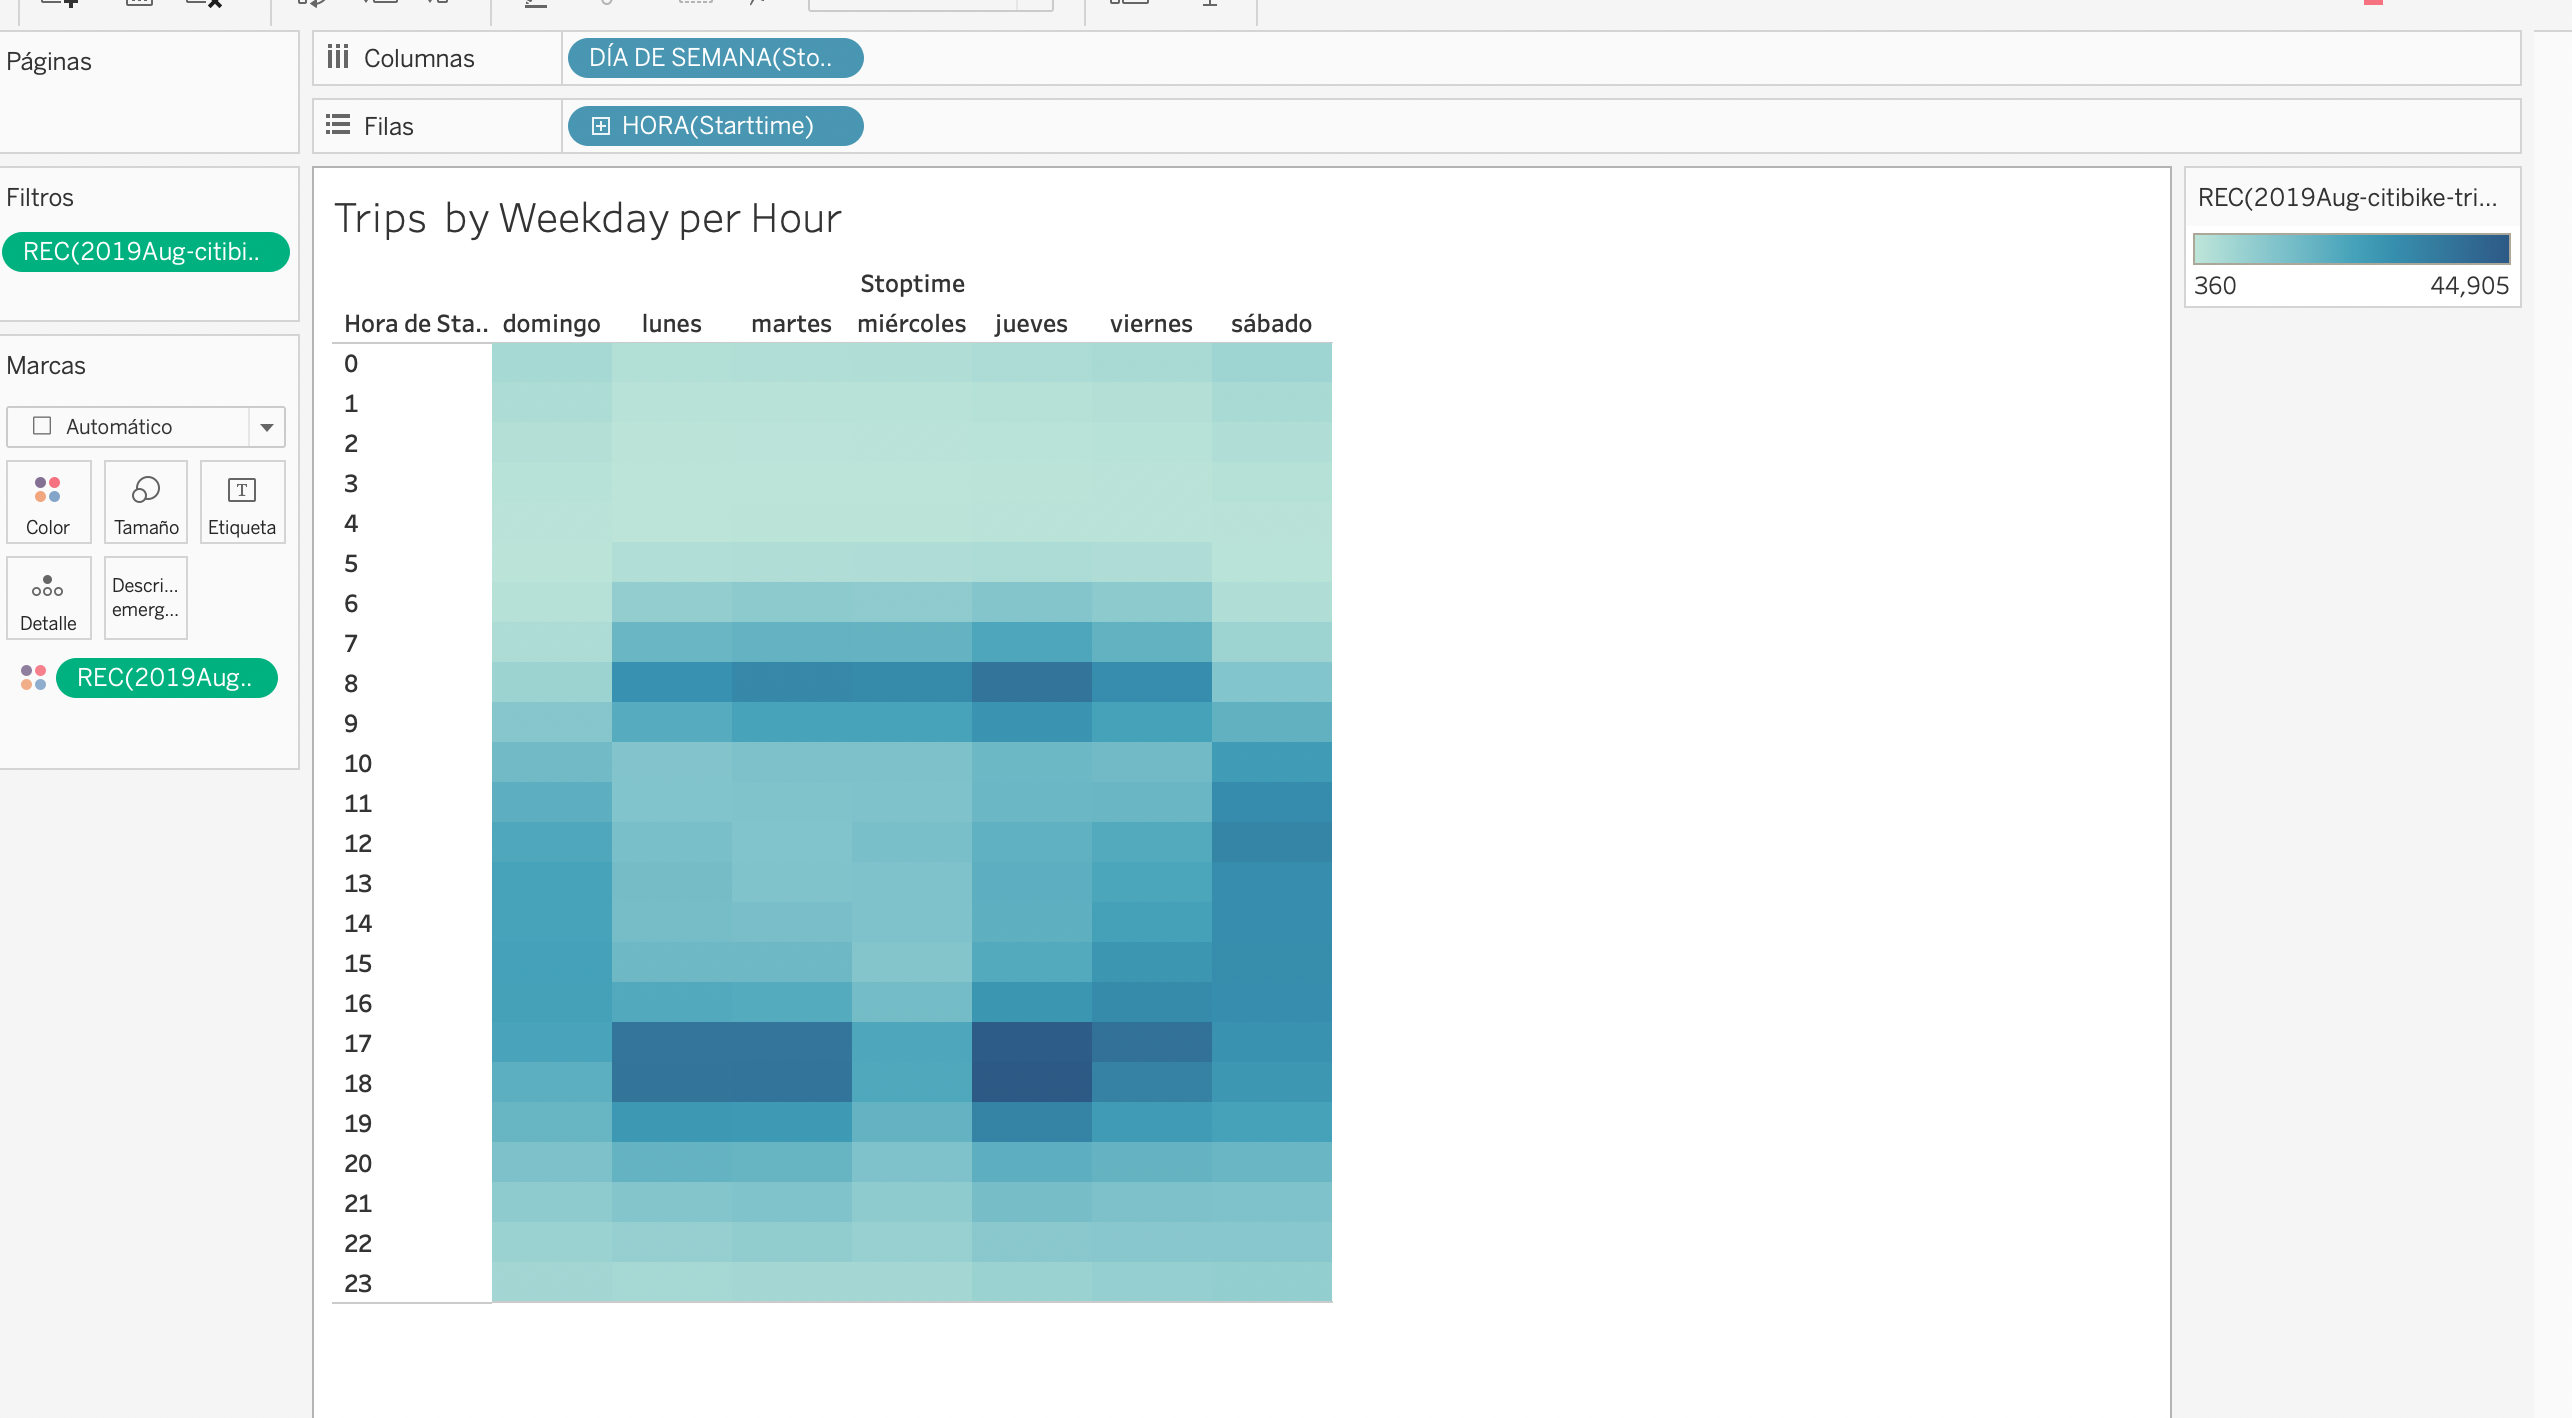 Páginas
Columnas DÍA DE SEMANA(Sto..
Filas HORA(Starttime)
Filtros
REC(2019Aug-citibi..
Marcas
Automático
Color Tamaño Etiqueta
Detalle Descri... emerg...
REC(2019Aug..
Trips by Weekday per Hour
Stoptime
Hora de Sta.. domingo lunes martes miércoles jueves viernes sábado
0
1
2
3
4
5
6
7
8
9
10
11
12
13
14
15
16
17
18
19
20
21
22
23
REC(2019Aug-citibike-tri...
360 44,905